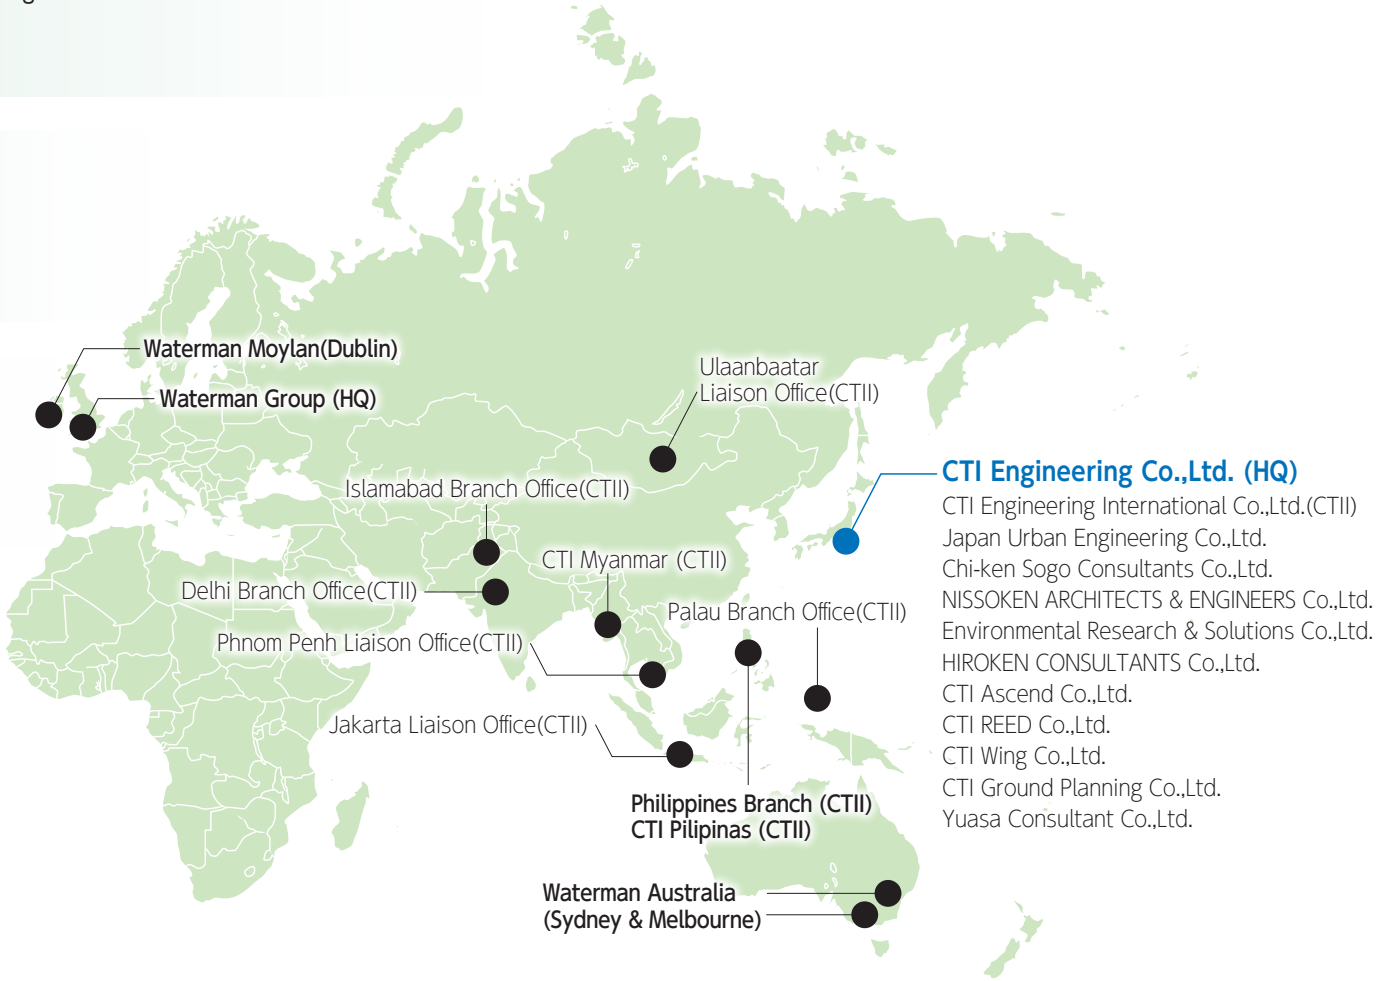 Waterman Moylan(Dublin)
Waterman Group (HQ)
Ulaanbaatar
Liaison Office(CTII)
Islamabad Branch Office(CTII)
CTI Myanmar (CTII)
Delhi Branch Office(CTII)
Palau Branch Office(CTII)
Phnom Penh Liaison Office(CTII)
Jakarta Liaison Office(CTII)
Philippines Branch (CTII)
CTI Pilipinas (CTII)
Waterman Australia
(Sydney & Melbourne)
CTI Engineering Co.,Ltd. (HQ)
CTI Engineering International Co.,Ltd.(CTII)
Japan Urban Engineering Co.,Ltd.
Chi-ken Sogo Consultants Co.,Ltd.
NISSOKEN ARCHITECTS & ENGINEERS Co.,Ltd.
Environmental Research & Solutions Co.,Ltd.
HIROKEN CONSULTANTS Co.,Ltd.
CTI Ascend Co.,Ltd.
CTI REED Co.,Ltd.
CTI Wing Co.,Ltd.
CTI Ground Planning Co.,Ltd.
Yuasa Consultant Co.,Ltd.